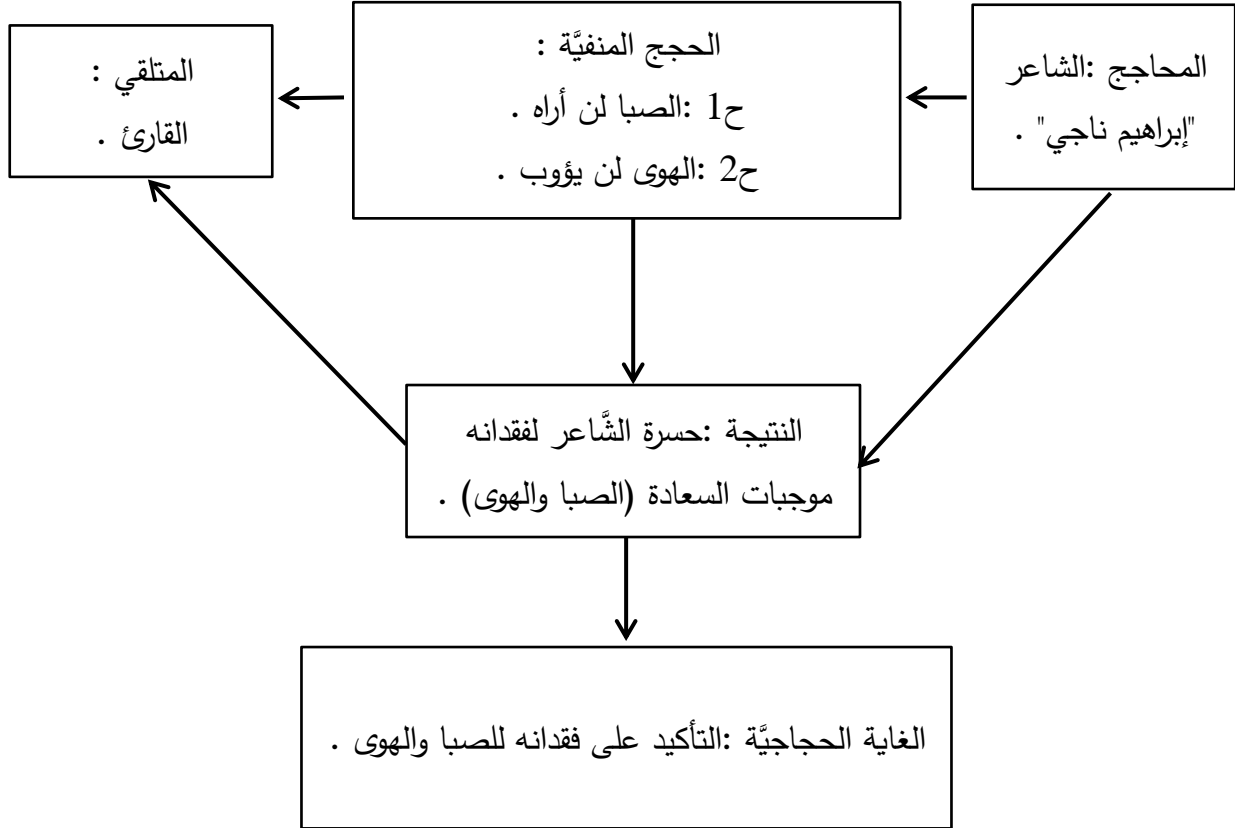 المحاجج :الشاعر
"إبراهيم ناجي" .
الحجج المنفيَّة :
ح1 :الصبا لن أراه .
ح2 :الهوى لن يؤوب .
المتلقي :
القارئ .
النتيجة :حسرة الشَّاعر لفقدانه
موجبات السعادة (الصبا والهوى) .
الغاية الحجاجيَّة :التأكيد على فقدانه للصبا والهوى .